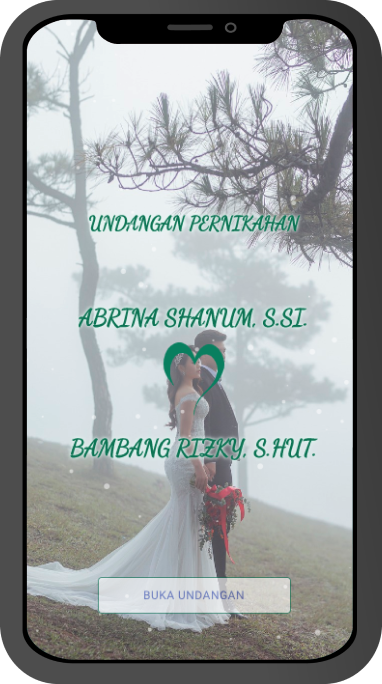 UNDANGAN PERNIKAHAN
ABRINA SHANUM, S.SI.
BAMBANG RIZKY, S.HUT.
BUKA UNDANGAN